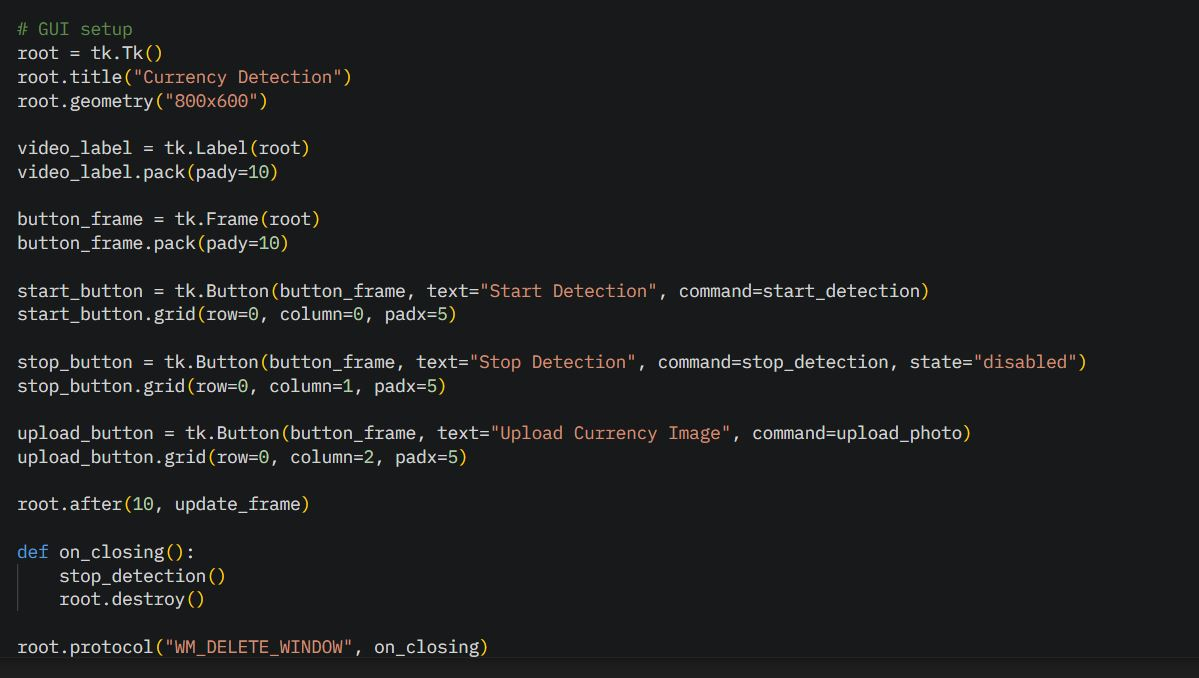 # GUI setup
root = tk.Tk()
root.title("Currency Detection")
root.geometry("800x600")

video_label = tk.Label(root)
video_label.pack(pady=10)

button_frame = tk.Frame(root)
button_frame.pack(pady=10)

start_button = tk.Button(button_frame, text="Start Detection", command=start_detection)
start_button.grid(row=0, column=0, padx=5)

stop_button = tk.Button(button_frame, text="Stop Detection", command=stop_detection, state="disabled")
stop_button.grid(row=0, column=1, padx=5)

upload_button = tk.Button(button_frame, text="Upload Currency Image", command=upload_photo)
upload_button.grid(row=0, column=2, padx=5)

root.after(10, update_frame)

def on_closing():
    stop_detection()
    root.destroy()

root.protocol("WM_DELETE_WINDOW", on_closing)